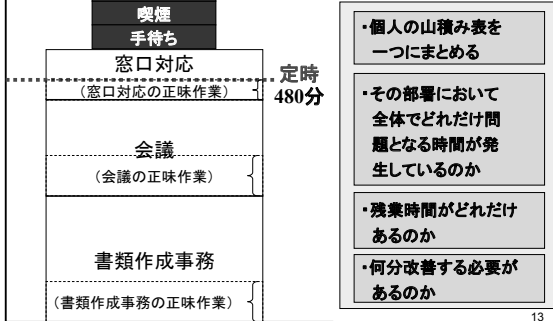 喫煙
手待ち
窓口対応
定時
480分
（窓口対応の正味作業）
会議
（会議の正味作業）
書類作成事務
（書類作成事務の正味作業）
・個人の山積み表を
一つにまとめる
・その部署において
全体でどれだけ問
題となる時間が発
生しているのか
・残業時間がどれだけ
あるのか
・何分改善する必要が
あるのか
13